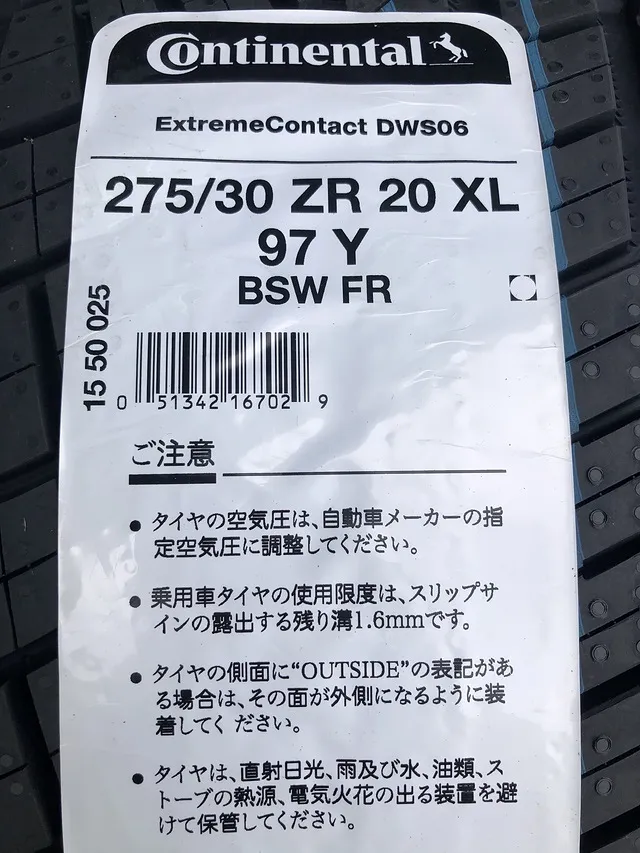 Continental
ExtremeContact DWS06
275/30 ZR 20 XL
97 Y
BSW FR
15 50 025
0 51342 16702 9
ご注意
● タイヤの空気圧は、自動車メーカーの指
定空気圧に調整してください。
● 乗用車タイヤの使用限度は、スリップサ
インの露出する残り溝1.6mmです。
● タイヤの側面に“OUTSIDE”の表記があ
る場合は、その面が外側になるように装
着してください。
● タイヤは、直射日光、雨及び水、油類、ス
トーブの熱源、電気火花の出る装置を避
けて保管してください。